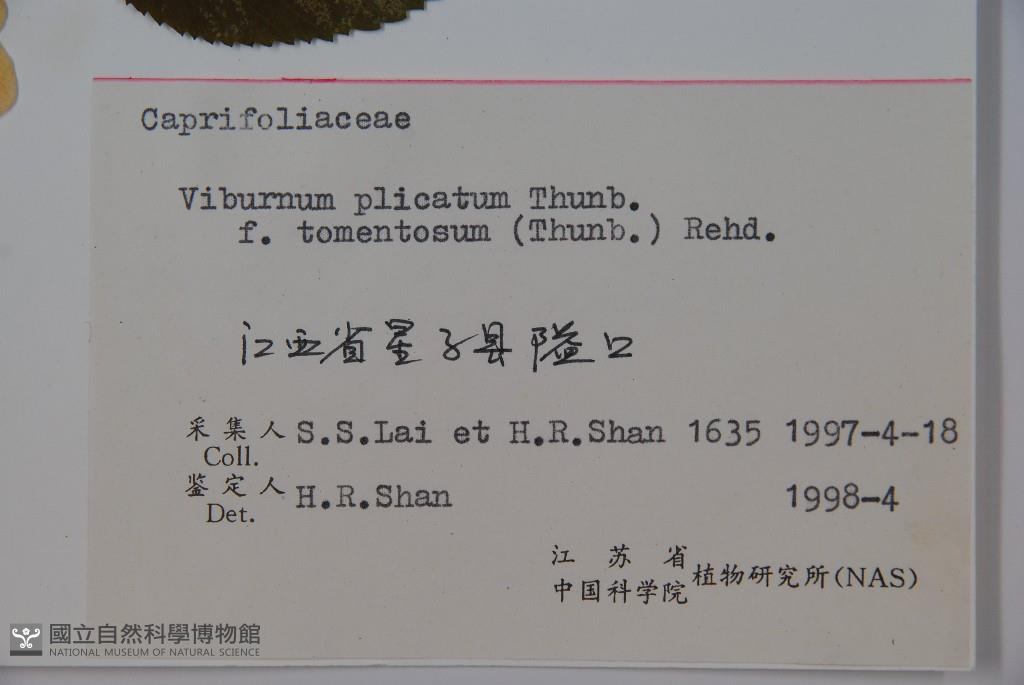 Caprifoliaceae
Viburnum plicatum Thunb.
f. tomentosum (Thunb.) Rehd.
江西省星子县隘口
采集人 S.S.Lai et H.R.Shan 1635 1997-4-18
Coll.
鉴定人 H.R.Shan 1998-4
Det.
江苏省
中国科学院 植物研究所(NAS)
國立自然科學博物館
NATIONAL MUSEUM OF NATURAL SCIENCE